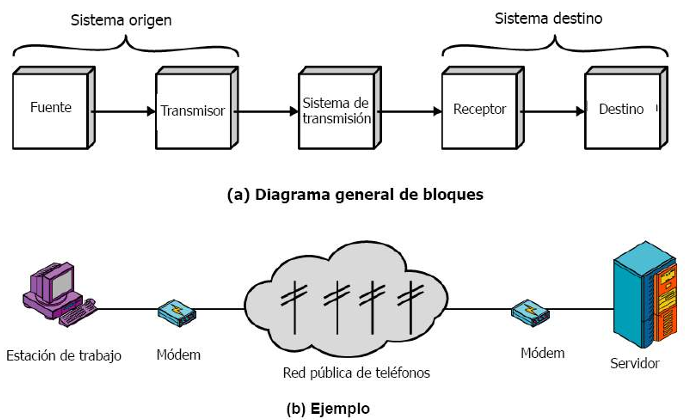 Sistema origen
Sistema destino
Fuente
Transmisor
Sistema de
transmisión
Receptor
Destino
(a) Diagrama general de bloques
Estación de trabajo
Módem
Red pública de teléfonos
Módem
Servidor
(b) Ejemplo